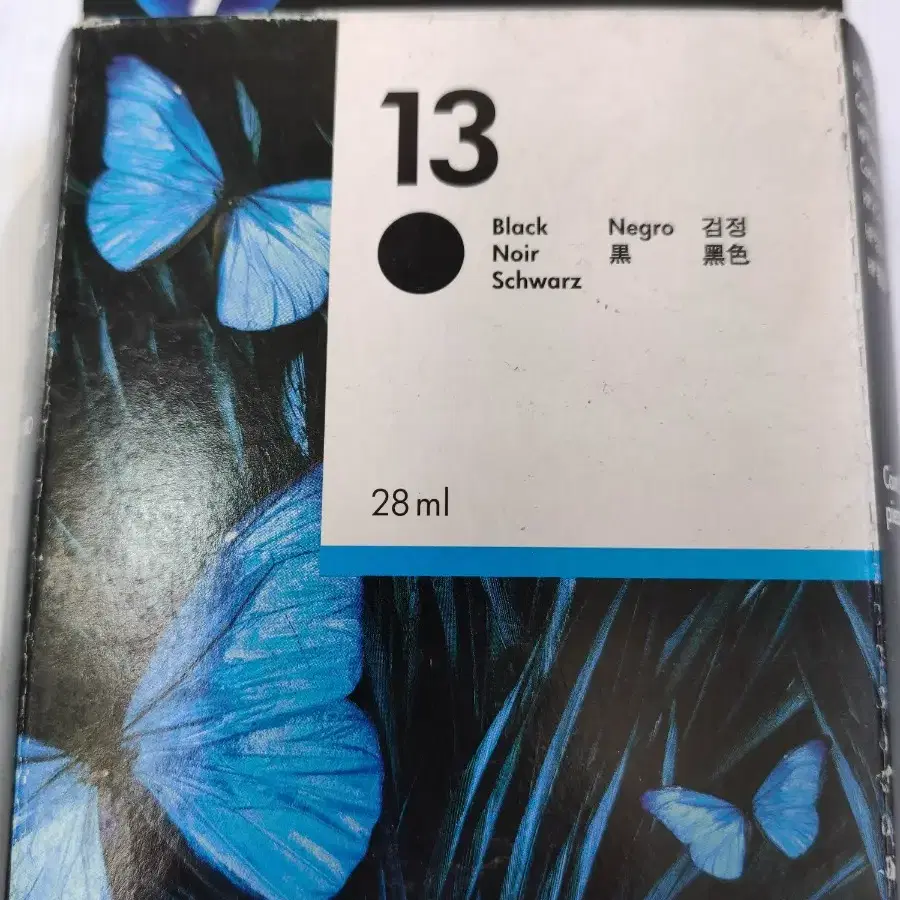 13
Black Negro 검정
Noir 黒 黑色
Schwarz
28 ml